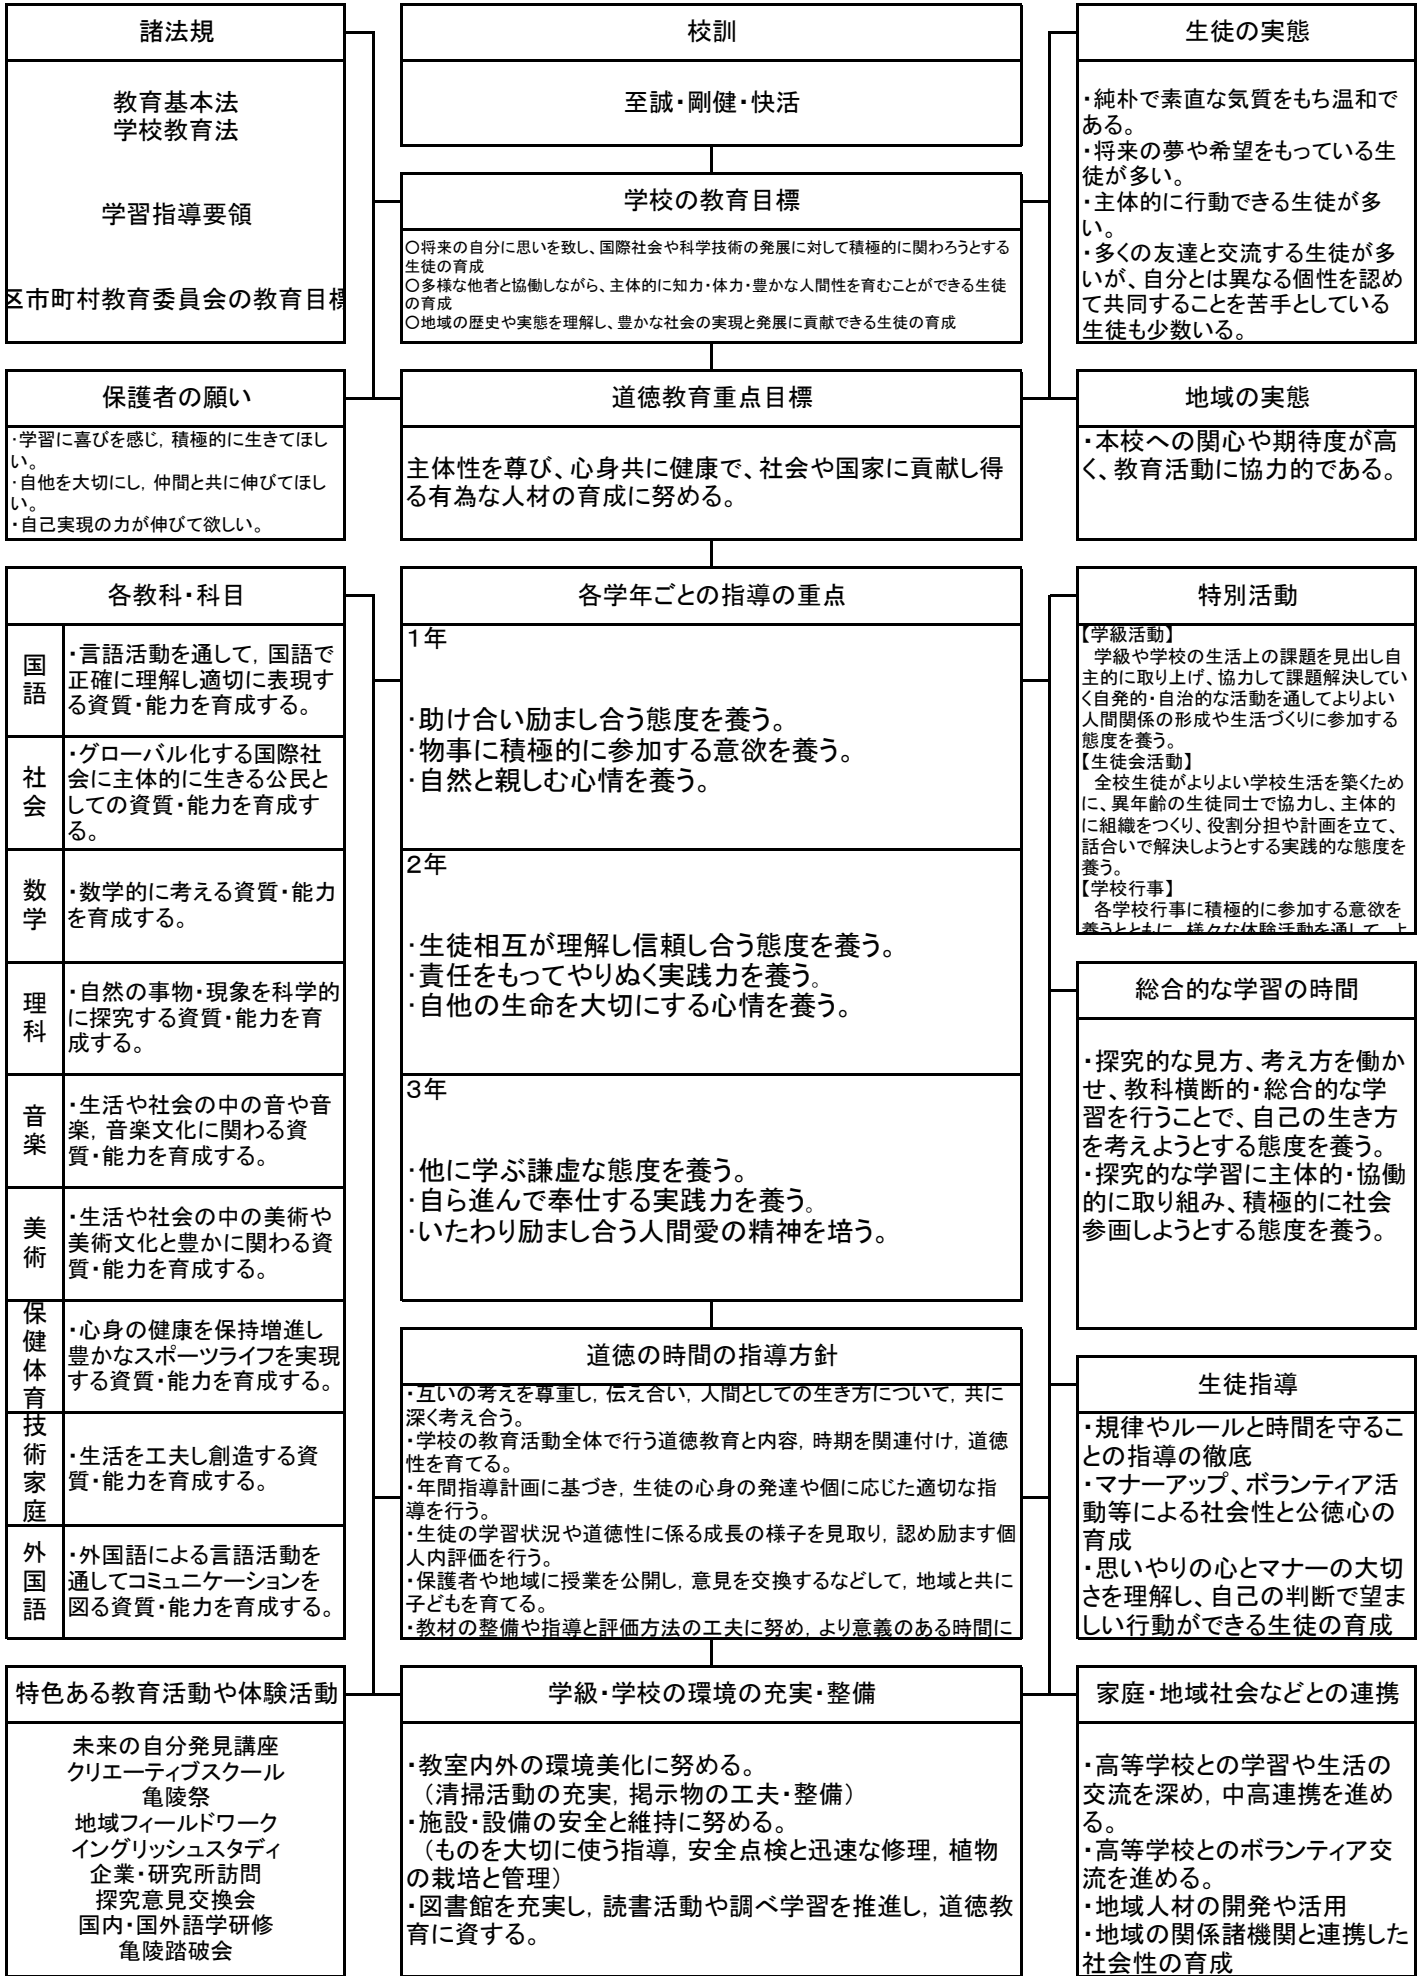 諸法規
教育基本法
学校教育法
学習指導要領
区市町村教育委員会の教育目標
校訓
至誠・剛健・快活
生徒の実態
・純朴で素直な気質をもち温和で
ある。
・将来の夢や希望をもっている生
徒が多い。
・主体的に行動できる生徒が多
い。
・多くの友達と交流する生徒が多
いが、自分とは異なる個性を認め
て共同することを苦手としている
生徒も少数いる。
学校の教育目標
○将来の自分に思いを致し、国際社会や科学技術の発展に対して積極的に関わろうとする
生徒の育成
○多様な他者と協働しながら、主体的に知力・体力・豊かな人間性を育むことができる生徒
の育成
○地域の歴史や実態を理解し、豊かな社会の実現と発展に貢献できる生徒の育成
保護者の願い
・学習に喜びを感じ，積極的に生きてほし
い。
・自他を大切にし，仲間と共に伸びてほし
い。
・自己実現の力が伸びて欲しい。
道徳教育重点目標
主体性を尊び、心身共に健康で、社会や国家に貢献し得
る有為な人材の育成に努める。
地域の実態
・本校への関心や期待度が高
く、教育活動に協力的である。
各教科・科目
国語
・言語活動を通して，国語で
正確に理解し適切に表現す
る資質・能力を育成する。
社会
・グローバル化する国際社
会に主体的に生きる公民と
しての資質・能力を育成す
る。
数学
・数学的に考える資質・能力
を育成する。
理科
・自然の事物・現象を科学的
に探究する資質・能力を育
成する。
音楽
・生活や社会の中の音や音
楽，音楽文化に関わる資
質・能力を育成する。
美術
・生活や社会の中の美術や
美術文化と豊かに関わる資
質・能力を育成する。
保健体育
・心身の健康を保持増進し
豊かなスポーツライフを実現
する資質・能力を育成する。
技術家庭
・生活を工夫し創造する資
質・能力を育成する。
外国語
・外国語による言語活動を
通してコミュニケーションを
図る資質・能力を育成する。
各学年ごとの指導の重点
１年
・助け合い励まし合う態度を養う。
・物事に積極的に参加する意欲を養う。
・自然と親しむ心情を養う。
２年
・生徒相互が理解し信頼し合う態度を養う。
・責任をもってやりぬく実践力を養う。
・自他の生命を大切にする心情を養う。
３年
・他に学ぶ謙虚な態度を養う。
・自ら進んで奉仕する実践力を養う。
・いたわり励まし合う人間愛の精神を培う。
特別活動
【学級活動】
学級や学校の生活上の課題を見出し自
主的に取り上げ、協力して課題解決してい
く自発的・自治的な活動を通してよりよい
人間関係の形成や生活づくりに参加する
態度を養う。
【生徒会活動】
全校生徒がよりよい学校生活を築くため
に、異年齢の生徒同士で協力し、主体的
に組織をつくり、役割分担や計画を立て、
話合いで解決しようとする実践的な態度を
養う。
【学校行事】
各学校行事に積極的に参加する意欲を
養うとともに、様々な体験活動を通して、よ
総合的な学習の時間
・探究的な見方、考え方を働か
せ、教科横断的・総合的な学
習を行うことで、自己の生き方
を考えようとする態度を養う。
・探究的な学習に主体的・協働
的に取り組み、積極的に社会
参画しようとする態度を養う。
道徳の時間の指導方針
・互いの考えを尊重し，伝え合い，人間としての生き方について，共に
深く考え合う。
・学校の教育活動全体で行う道徳教育と内容，時期を関連付け，道徳
性を育てる。
・年間指導計画に基づき，生徒の心身の発達や個に応じた適切な指
導を行う。
・生徒の学習状況や道徳性に係る成長の様子を見取り，認め励ます個
人内評価を行う。
・保護者や地域に授業を公開し，意見を交換するなどして，地域と共に
子どもを育てる。
・教材の整備や指導と評価方法の工夫に努め，より意義のある時間に
生徒指導
・規律やルールと時間を守るこ
との指導の徹底
・マナーアップ、ボランティア活
動等による社会性と公徳心の
育成
・思いやりの心とマナーの大切
さを理解し、自己の判断で望ま
しい行動ができる生徒の育成
特色ある教育活動や体験活動
未来の自分発見講座
クリエーティブスクール
亀陵祭
地域フィールドワーク
イングリッシュスタディ
企業・研究所訪問
探究意見交換会
国内・国外語学研修
亀陵踏破会
学級・学校の環境の充実・整備
・教室内外の環境美化に努める。
（清掃活動の充実，掲示物の工夫・整備）
・施設・設備の安全と維持に努める。
（ものを大切に使う指導，安全点検と迅速な修理，植物
の栽培と管理）
・図書館を充実し，読書活動や調べ学習を推進し，道徳教
育に資する。
家庭・地域社会などとの連携
・高等学校との学習や生活の
交流を深め，中高連携を進め
る。
・高等学校とのボランティア交
流を進める。
・地域人材の開発や活用
・地域の関係諸機関と連携した
社会性の育成